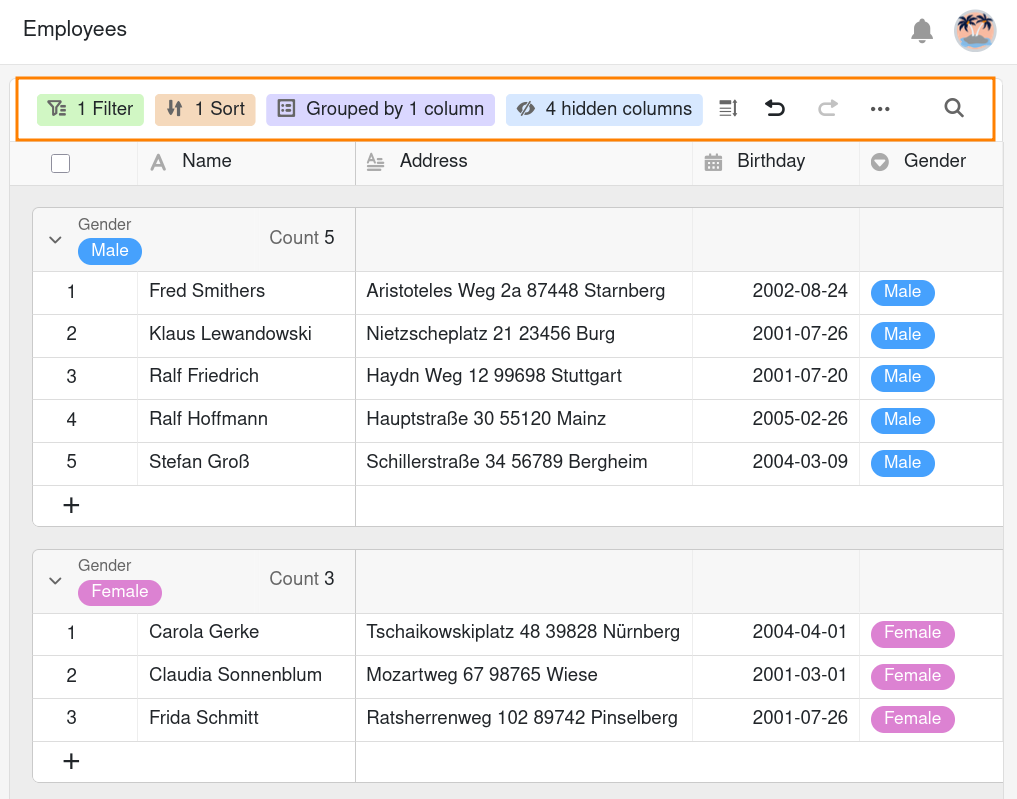 Employees
1 Filter 1 Sort Grouped by 1 column 4 hidden columns
Name Address Birthday Gender
Gender
Male Count 5
1 Fred Smithers Aristoteles Weg 2a 87448 Starnberg 2002-08-24 Male
2 Klaus Lewandowski Nietzscheplatz 21 23456 Burg 2001-07-26 Male
3 Ralf Friedrich Haydn Weg 12 99698 Stuttgart 2001-07-20 Male
4 Ralf Hoffmann Hauptstraße 30 55120 Mainz 2005-02-26 Male
5 Stefan Groß Schillerstraße 34 56789 Bergheim 2004-03-09 Male
Gender
Female Count 3
1 Carola Gerke Tschaikowskiplatz 48 39828 Nürnberg 2004-04-01 Female
2 Claudia Sonnenblum Mozartweg 67 98765 Wiese 2001-03-01 Female
3 Frida Schmitt Ratsherrenweg 102 89742 Pinselberg 2001-07-26 Female